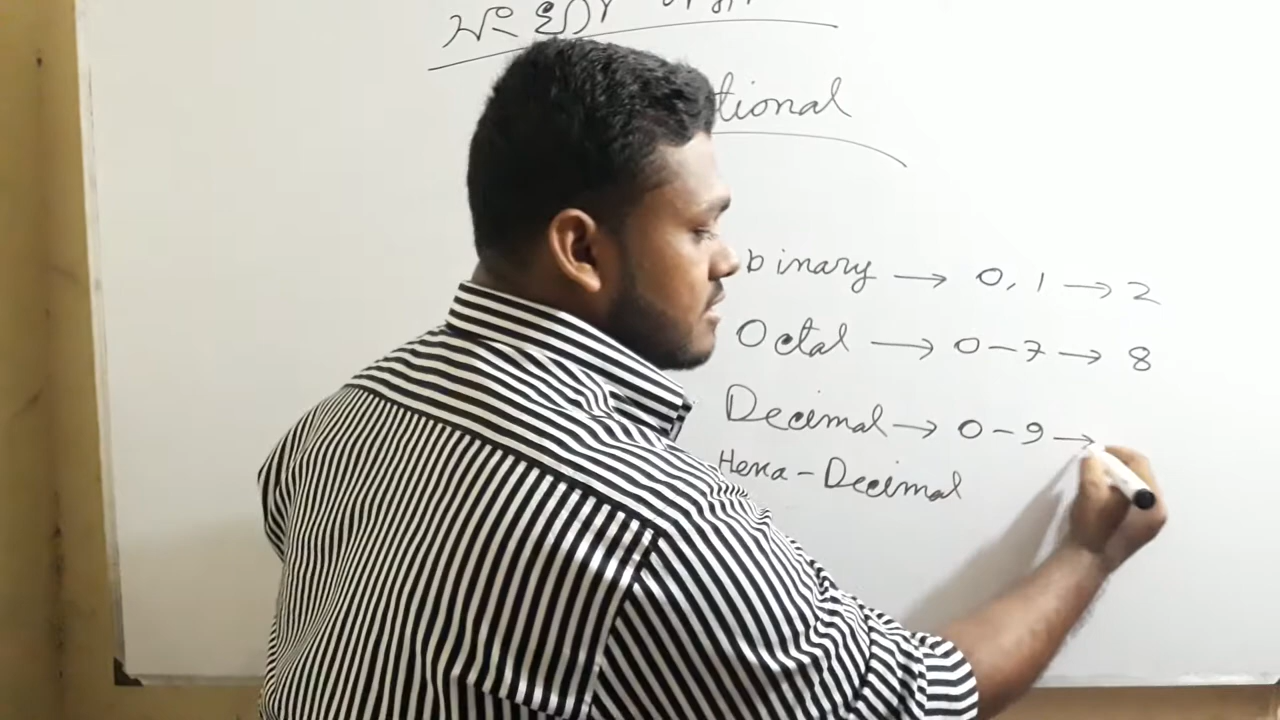 সংখ্যা
tional
binary → 0, 1 → 2
Octal → 0-7 → 8
Decimal → 0-9 →
Hexa-Decimal